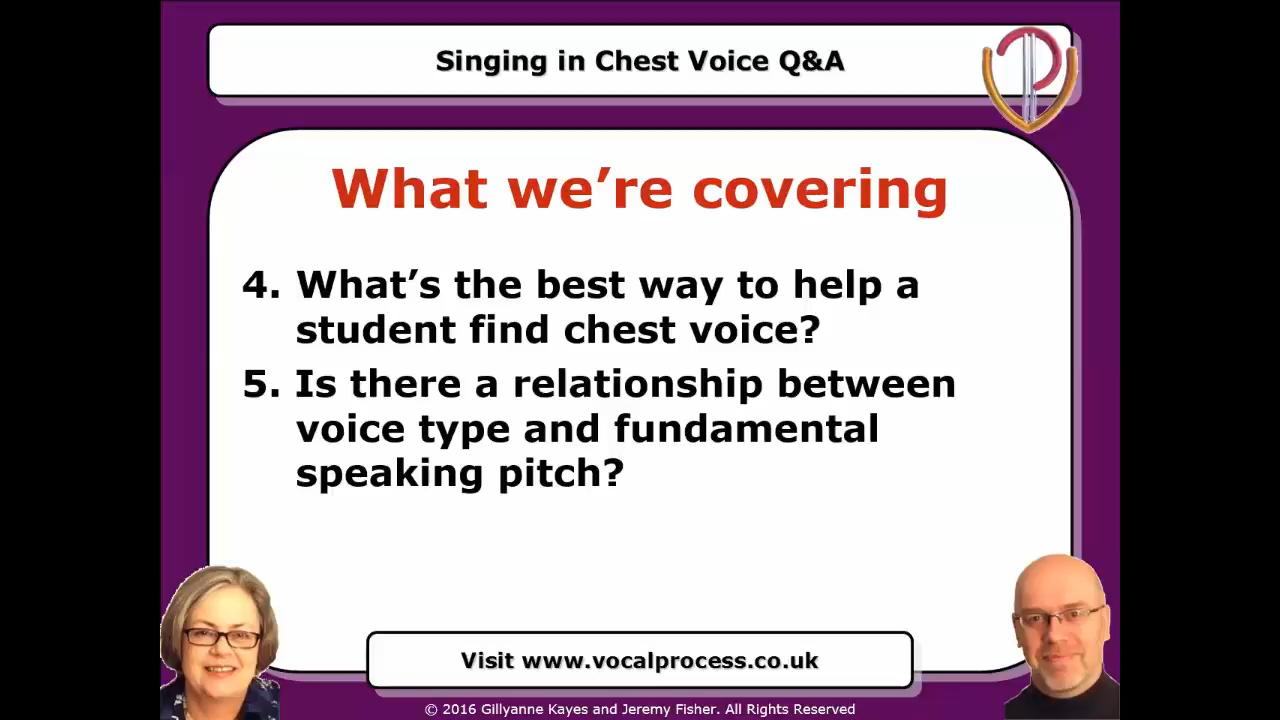 Singing in Chest Voice Q&A
What we’re covering
4. What’s the best way to help a
student find chest voice?
5. Is there a relationship between
voice type and fundamental
speaking pitch?
Visit www.vocalprocess.co.uk
© 2016 Gillyanne Kayes and Jeremy Fisher. All Rights Reserved